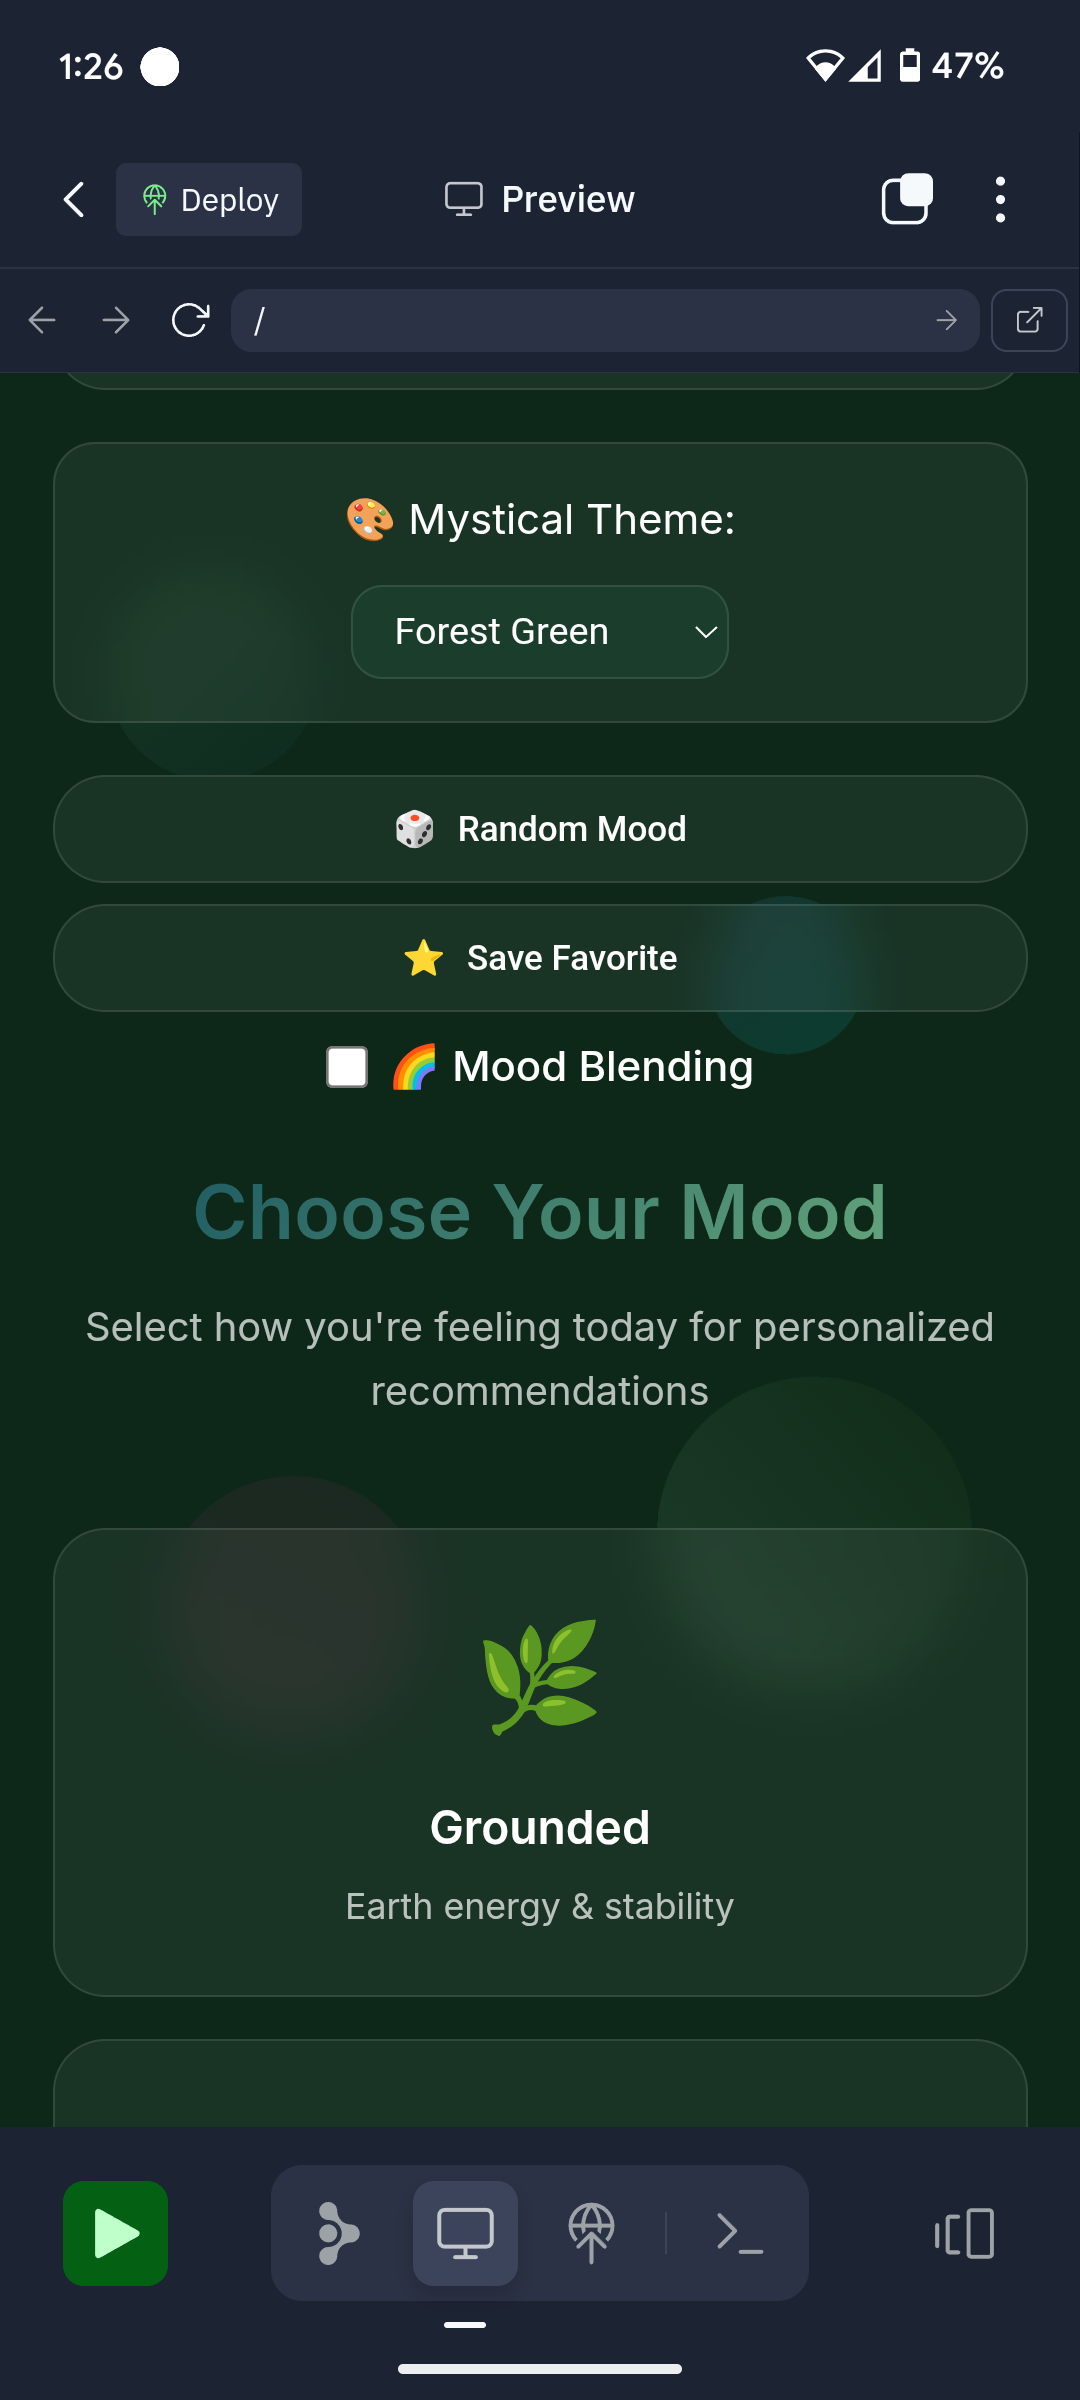 1:26
47%
Deploy
Preview
/
🎨 Mystical Theme:
Forest Green
🎲 Random Mood
⭐ Save Favorite
🌈 Mood Blending
Choose Your Mood
Select how you're feeling today for personalized
recommendations
Grounded
Earth energy & stability